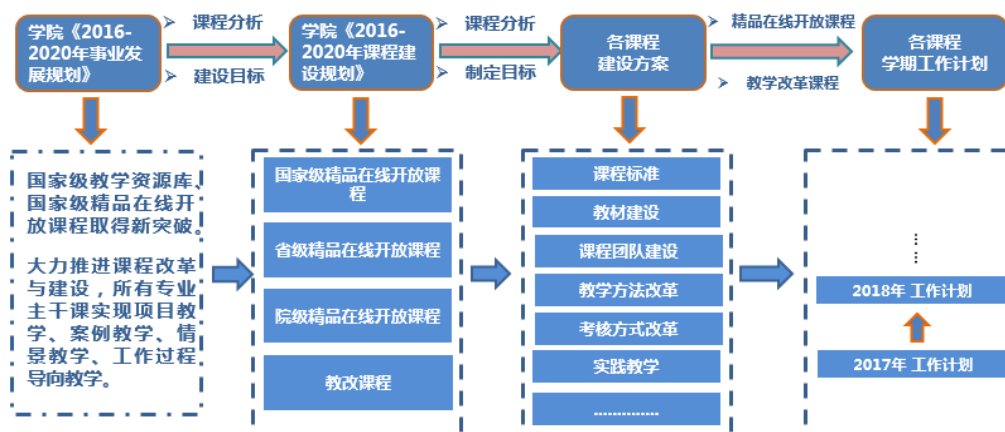 学院《2016-
2020年事业发
展规划》
课程分析
建设目标
学院《2016-
2020年课程建
设规划》
课程分析
制定目标
各课程
建设方案
精品在线开放课程
教学改革课程
各课程
学期工作计划
国家级教学资源库、
国家级精品在线开
放课程取得新突破。
大力推进课程改革
与建设，所有专业
主干课实现项目教
学、案例教学、情
景教学、工作过程
导向教学。
国家级精品在线开放课
程
省级精品在线开放课程
院级精品在线开放课程
教改课程
课程标准
教材建设
课程团队建设
教学方法改革
考核方式改革
实践教学
..............
⋮
⋮
2018年 工作计划
2017年 工作计划